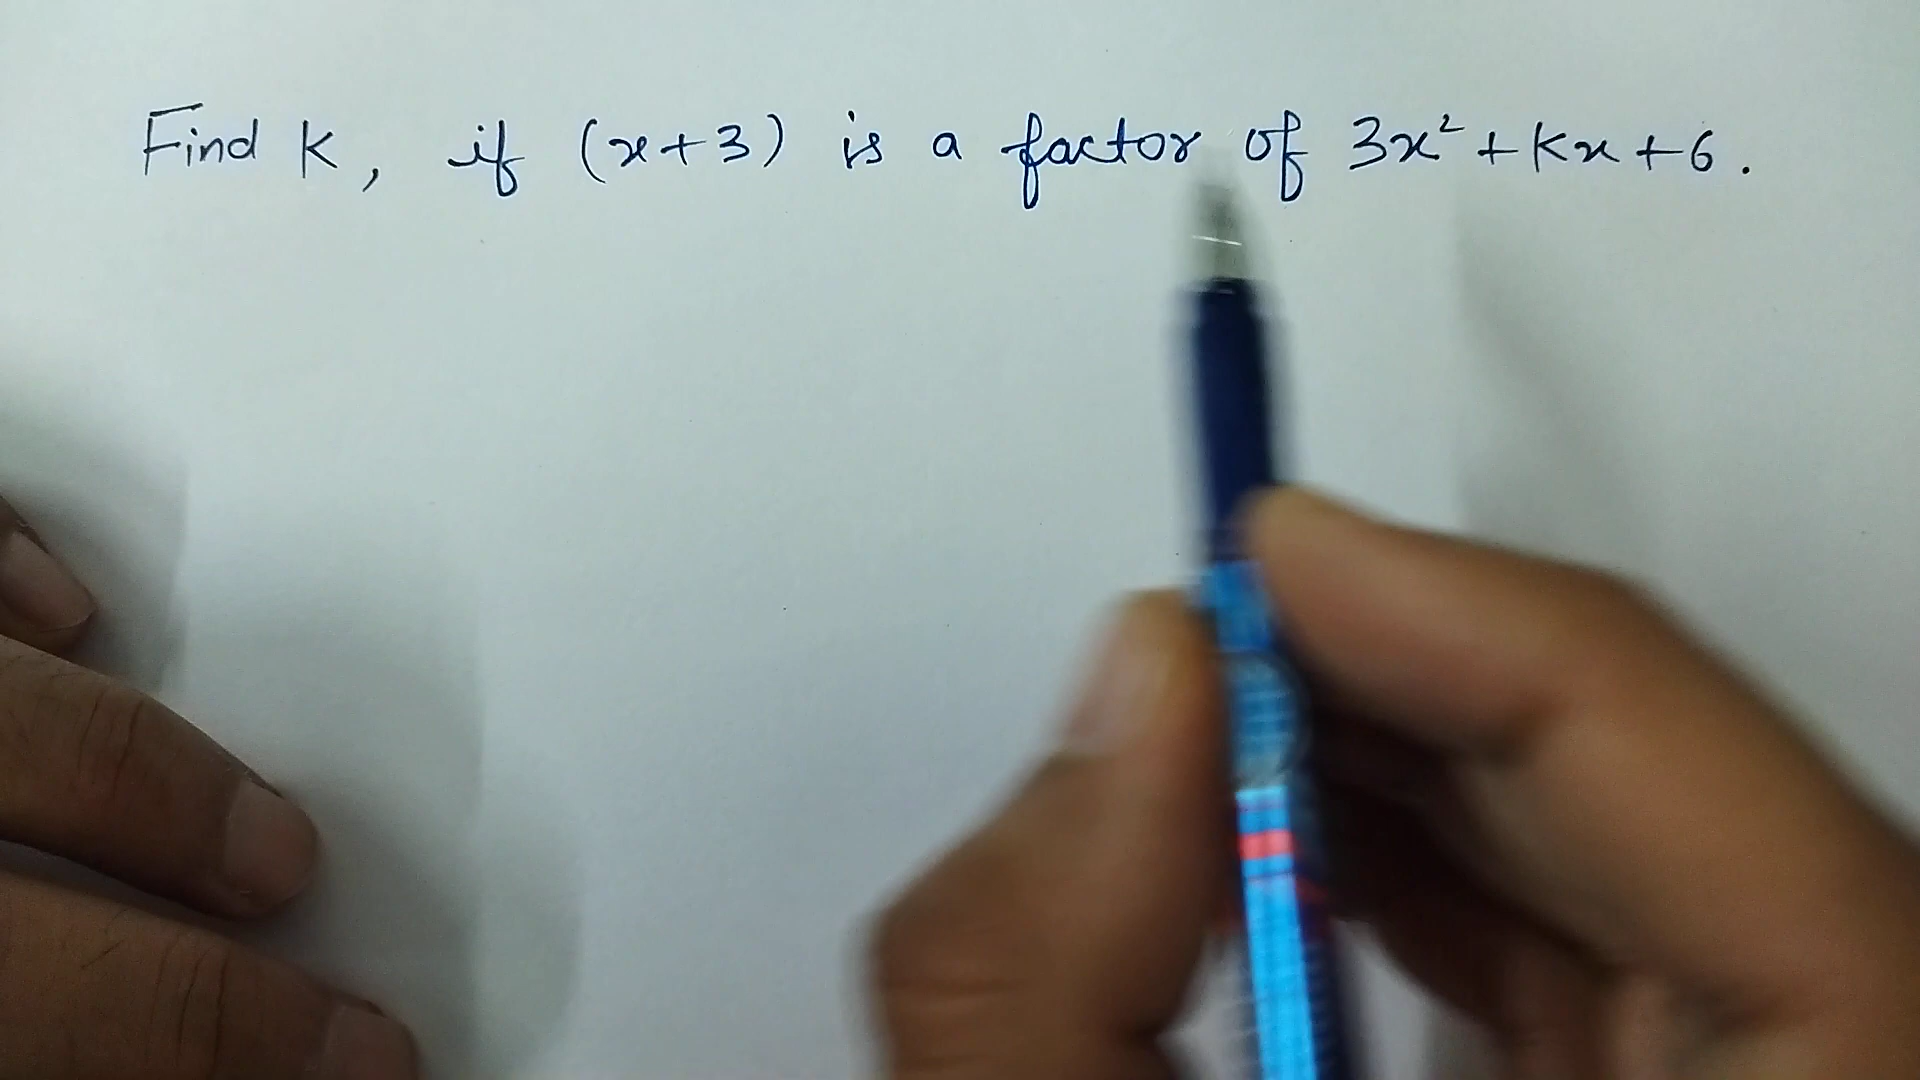 Find K, if (x+3) is a factor of 3x²+Kx+6.